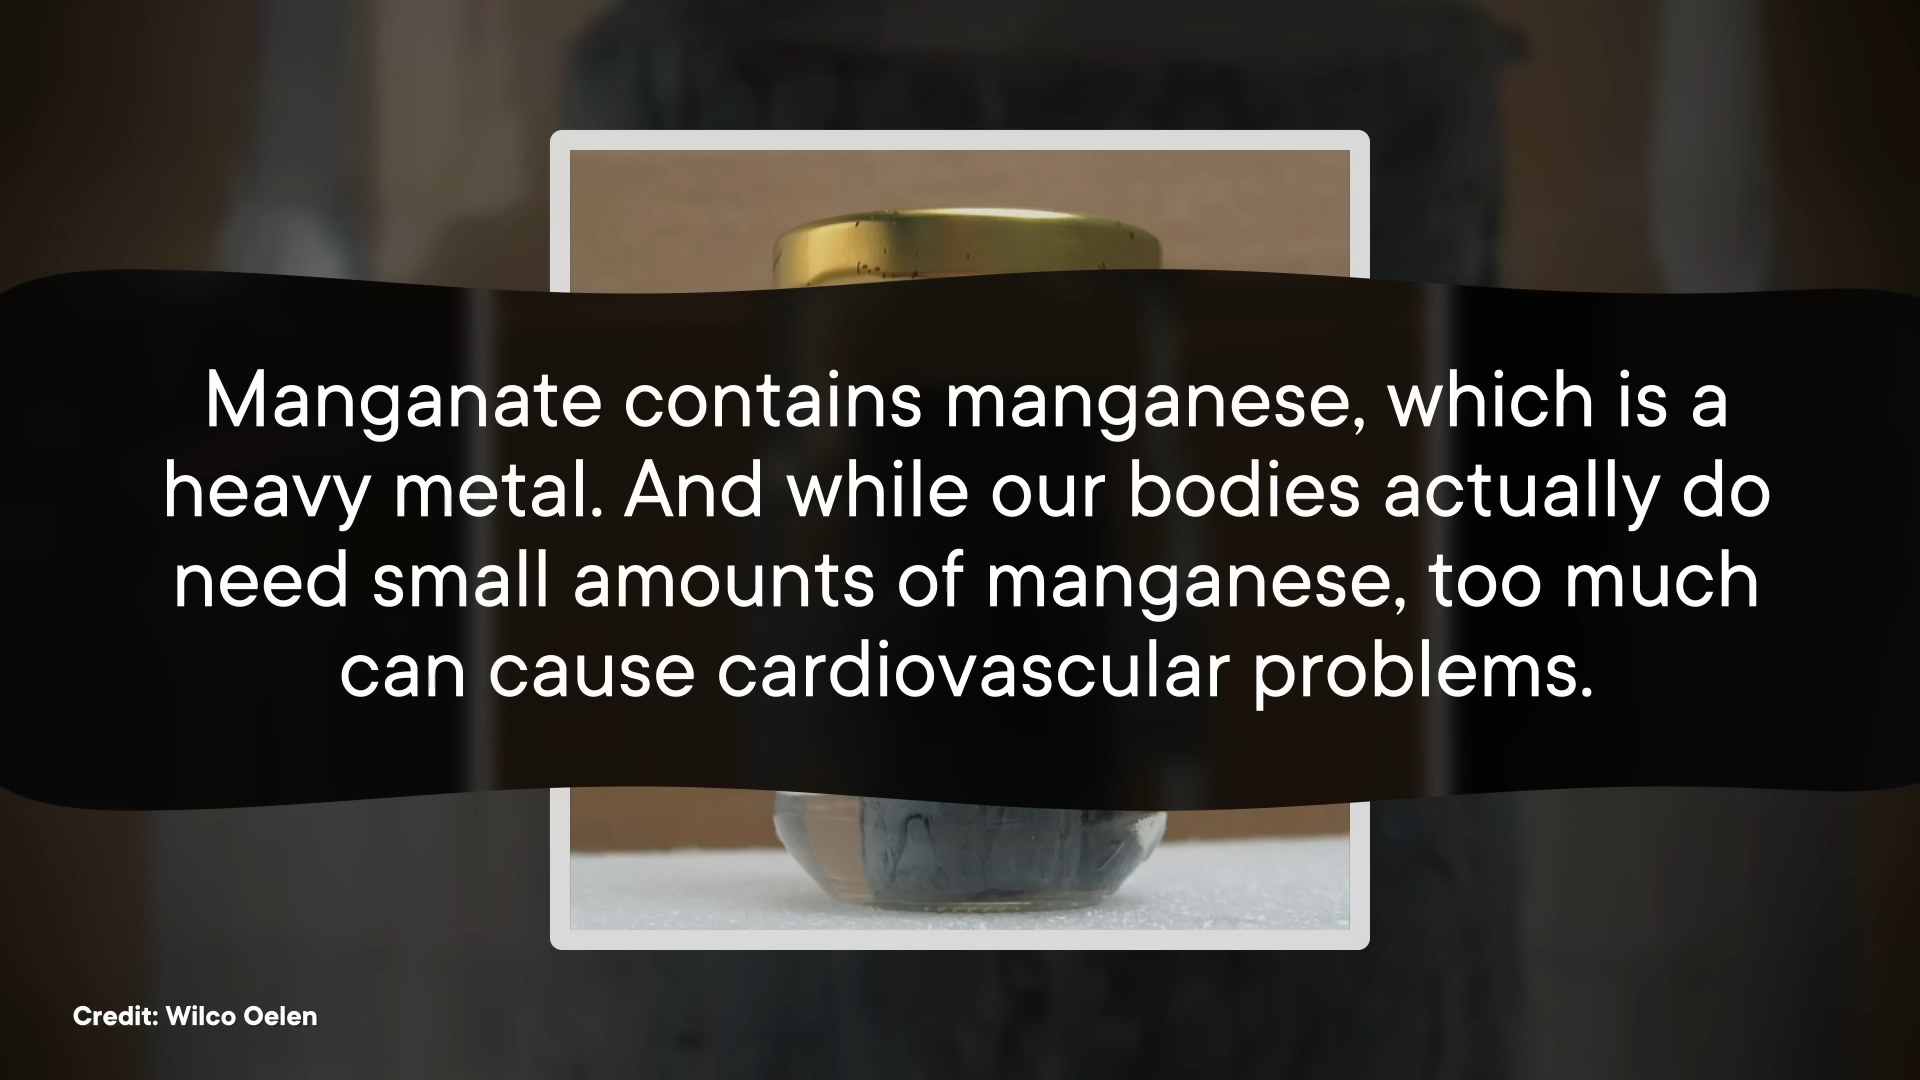 Manganate contains manganese, which is a
heavy metal. And while our bodies actually do
need small amounts of manganese, too much
can cause cardiovascular problems.
Credit: Wilco Oelen